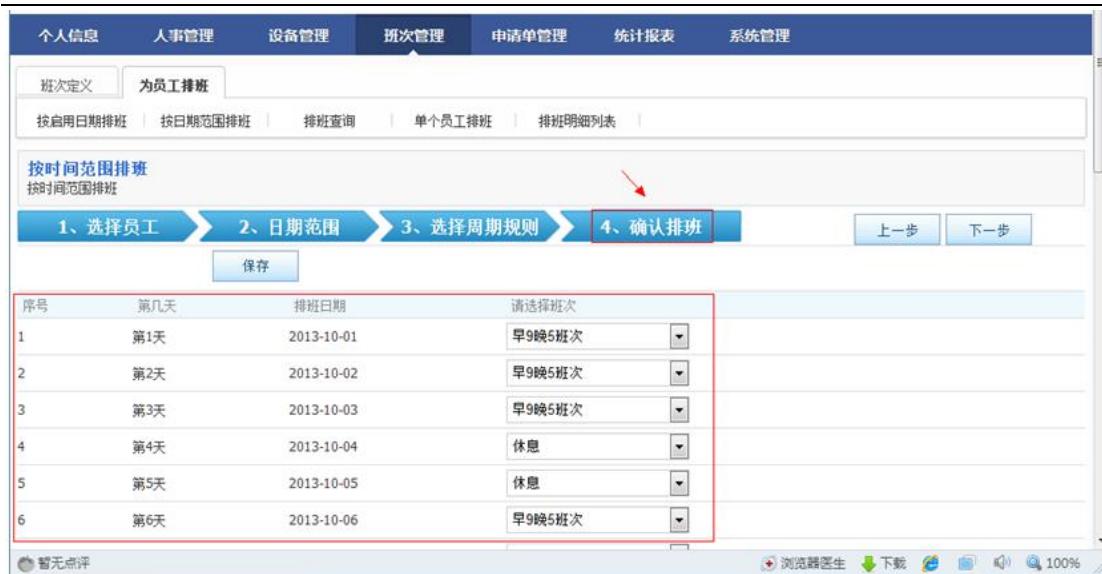 个人信息 人事管理 设备管理 班次管理 申请单管理 统计报表 系统管理
班次定义 为员工排班
按启用日期排班 按日期范围排班 排班查询 单个员工排班 排班明细列表
按时间范围排班
按时间范围排班
1、选择员工 2、日期范围 3、选择周期规则 4、确认排班 上一步 下一步
保存
序号 第几天 排班日期 请选择班次
1 第1天 2013-10-01 早9晚5班次
2 第2天 2013-10-02 早9晚5班次
3 第3天 2013-10-03 早9晚5班次
4 第4天 2013-10-04 休息
5 第5天 2013-10-05 休息
6 第6天 2013-10-06 早9晚5班次
暂无点评 浏览器医生 下载 100%